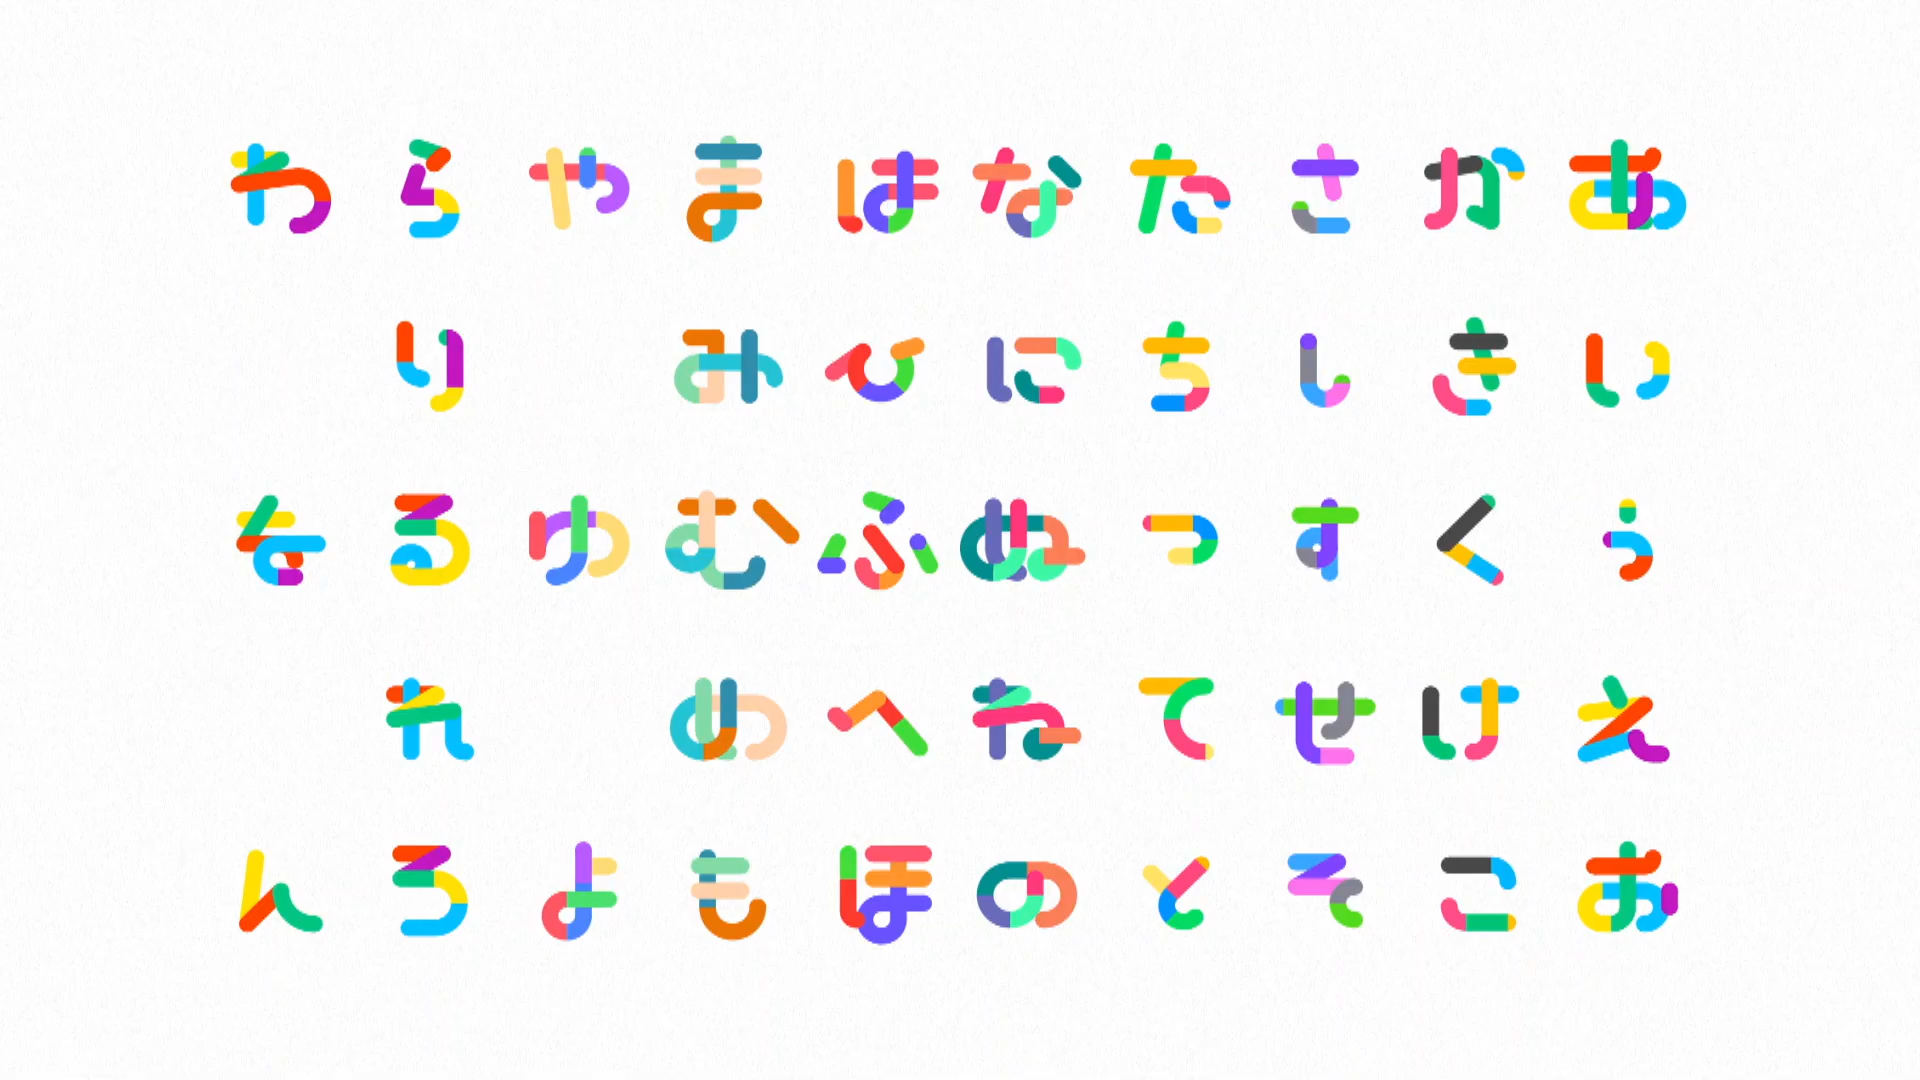 あいうえお
かきくけこ
さしすせそ
たちつてと
なにぬねの
はひふへほ
まみむめも
やゆよ
らりるれろ
わをん